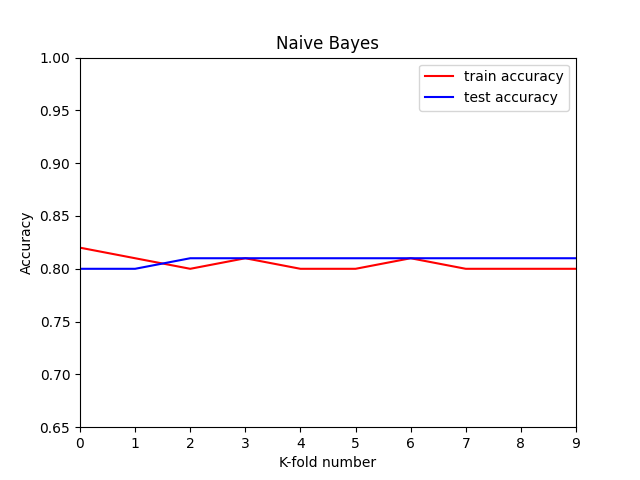 Naive Bayes
1.00
0.95
0.90
0.85
0.80
0.75
0.70
0.65
Accuracy
train accuracy
test accuracy
0 1 2 3 4 5 6 7 8 9
K-fold number